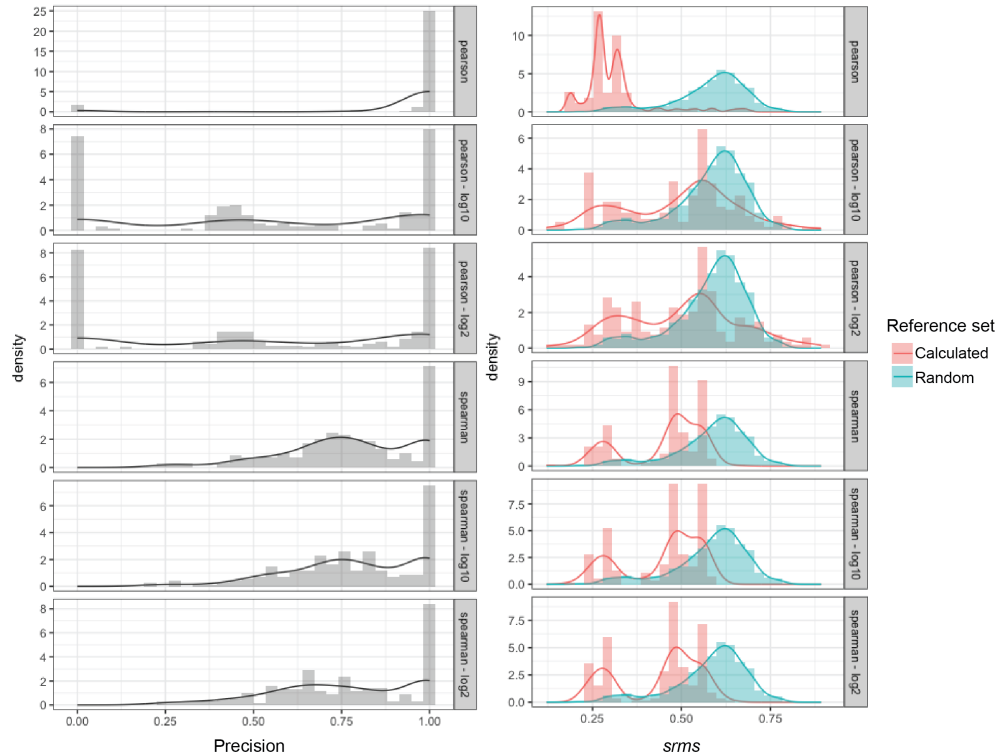 25
20
15
10
5
0
pearson
8
6
4
2
0
pearson - log10
8
6
4
2
0
pearson - log2
6
4
2
0
spearman
6
4
2
0
spearman - log10
8
6
4
2
0
spearman - log2
density
0.00 0.25 0.50 0.75 1.00
Precision
10
5
0
pearson
6
4
2
0
pearson - log10
4
2
0
pearson - log2
9
6
3
0
spearman
7.5
5.0
2.5
0.0
spearman - log10
7.5
5.0
2.5
0.0
spearman - log2
density
0.25 0.50 0.75
srms
Reference set
Calculated
Random